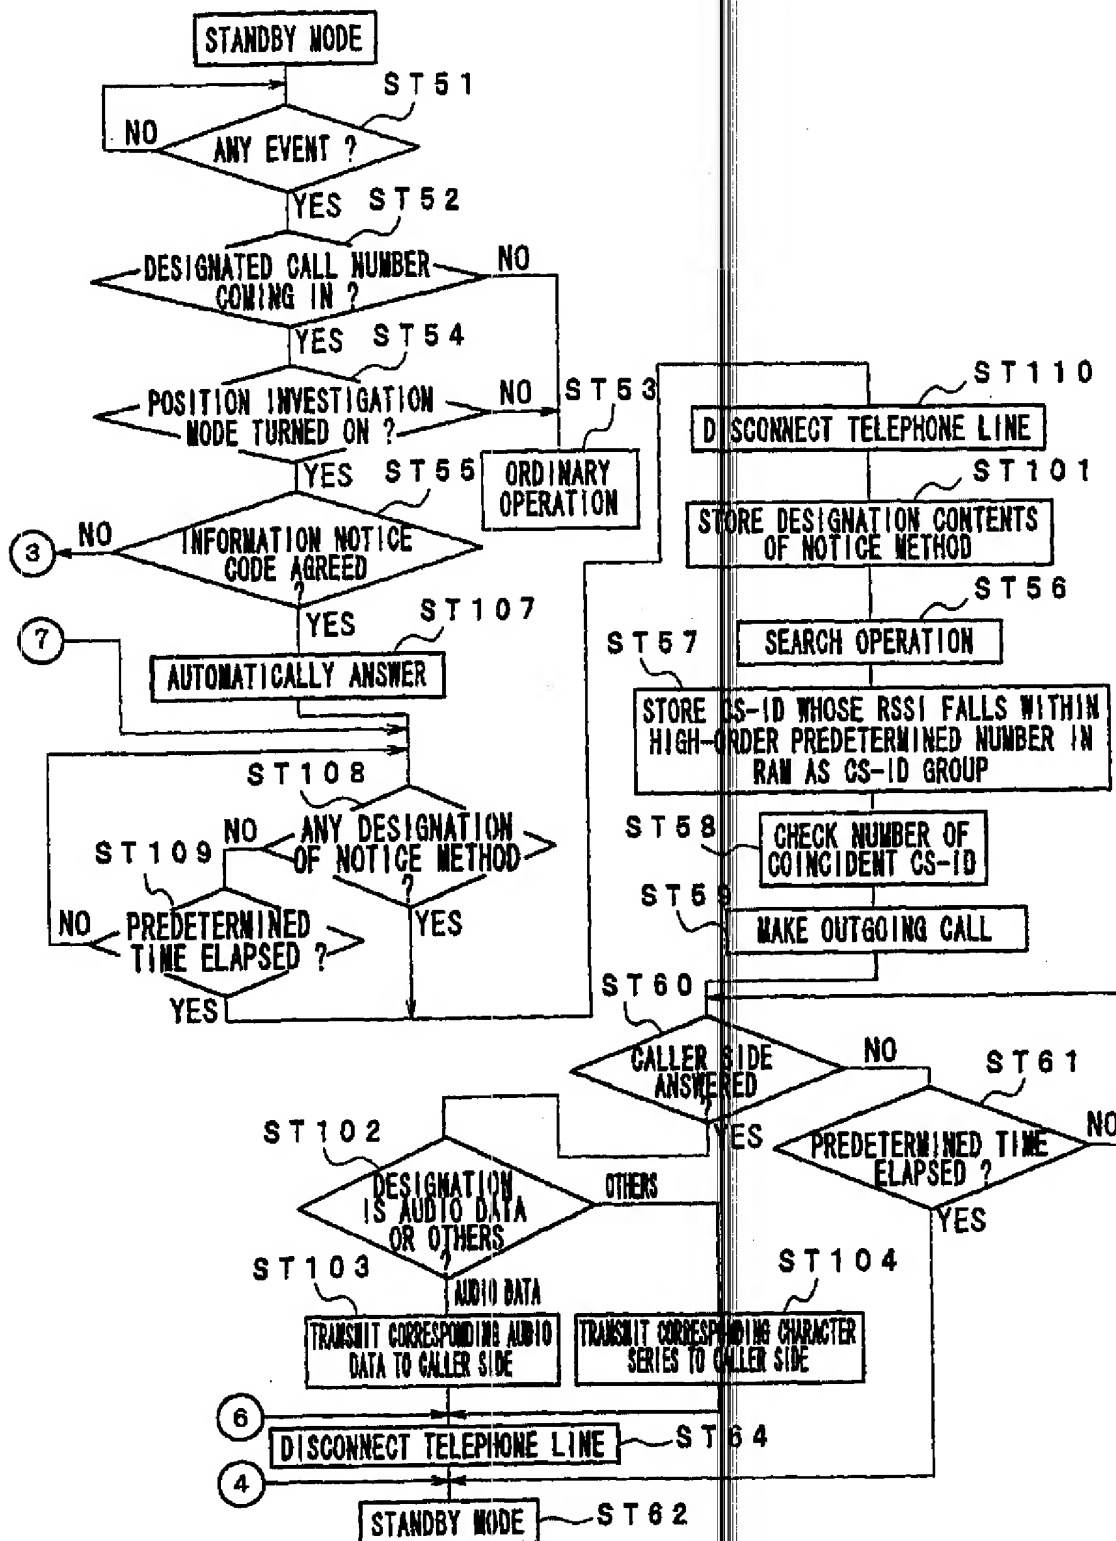 STANDBY MODE
ST51
NO
ANY EVENT ?
YES
ST52
DESIGNATED CALL NUMBER
COMING IN ?
NO
YES
ST54
POSITION INVESTIGATION
MODE TURNED ON ?
NO
ST53
YES
ST55
ORDINARY
OPERATION
NO
3
INFORMATION NOTICE
CODE AGREED
?
YES
ST107
7
AUTOMATICALLY ANSWER
ST108
NO
ANY DESIGNATION
OF NOTICE METHOD
?
ST109
YES
NO
PREDETERMINED
TIME ELAPSED ?
YES
ST110
DISCONNECT TELEPHONE LINE
ST101
STORE DESIGNATION CONTENTS
OF NOTICE METHOD
ST56
SEARCH OPERATION
ST57
STORE CS-ID WHOSE RSSI FALLS WITHIN
HIGH-ORDER PREDETERMINED NUMBER IN
RAM AS CS-ID GROUP
ST58
CHECK NUMBER OF
COINCIDENT CS-ID
ST59
MAKE OUTGOING CALL
ST60
CALLER SIDE
ANSWERED
?
NO
YES
ST61
PREDETERMINED TIME
ELAPSED ?
NO
YES
ST102
DESIGNATION
IS AUDIO DATA
OR OTHERS
?
OTHERS
AUDIO DATA
ST103
TRANSMIT CORRESPONDING AUDIO
DATA TO CALLER SIDE
ST104
TRANSMIT CORRESPONDING CHARACTER
SERIES TO CALLER SIDE
6
DISCONNECT TELEPHONE LINE
ST64
4
STANDBY MODE
ST62